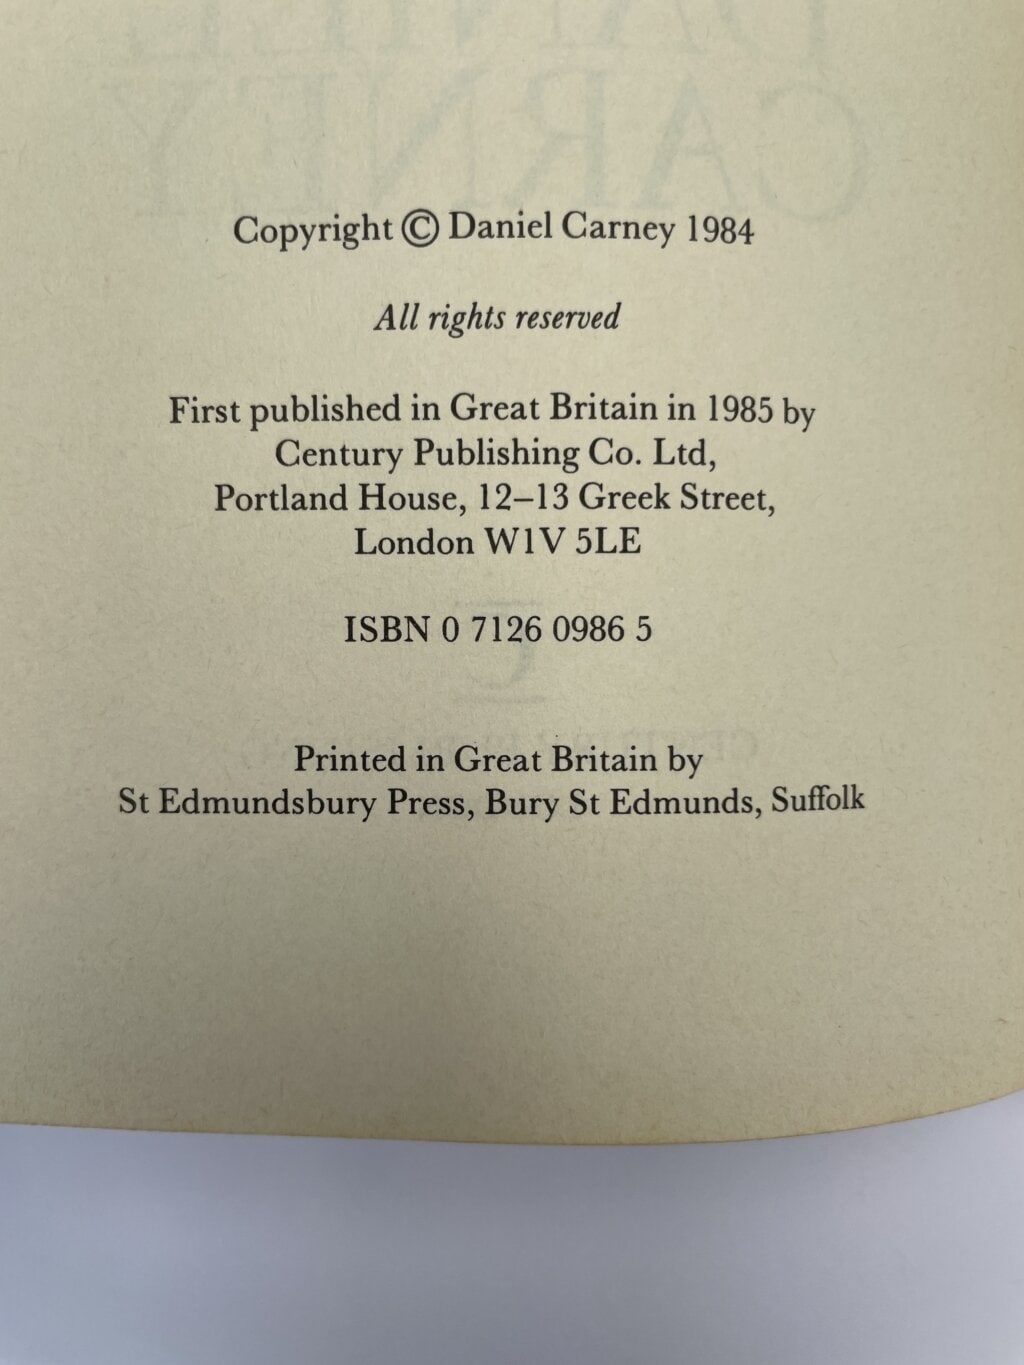 Copyright © Daniel Carney 1984
All rights reserved
First published in Great Britain in 1985 by
Century Publishing Co. Ltd,
Portland House, 12–13 Greek Street,
London W1V 5LE
ISBN 0 7126 0986 5
Printed in Great Britain by
St Edmundsbury Press, Bury St Edmunds, Suffolk